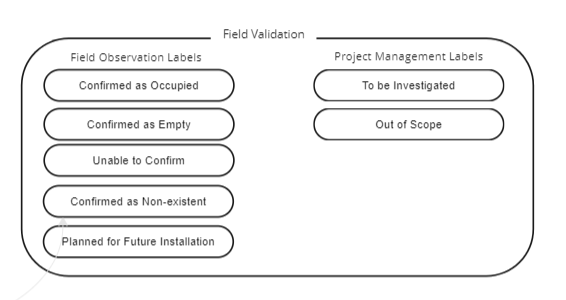 Field Validation
Field Observation Labels
Confirmed as Occupied
Confirmed as Empty
Unable to Confirm
Confirmed as Non-existent
Planned for Future Installation
Project Management Labels
To be Investigated
Out of Scope